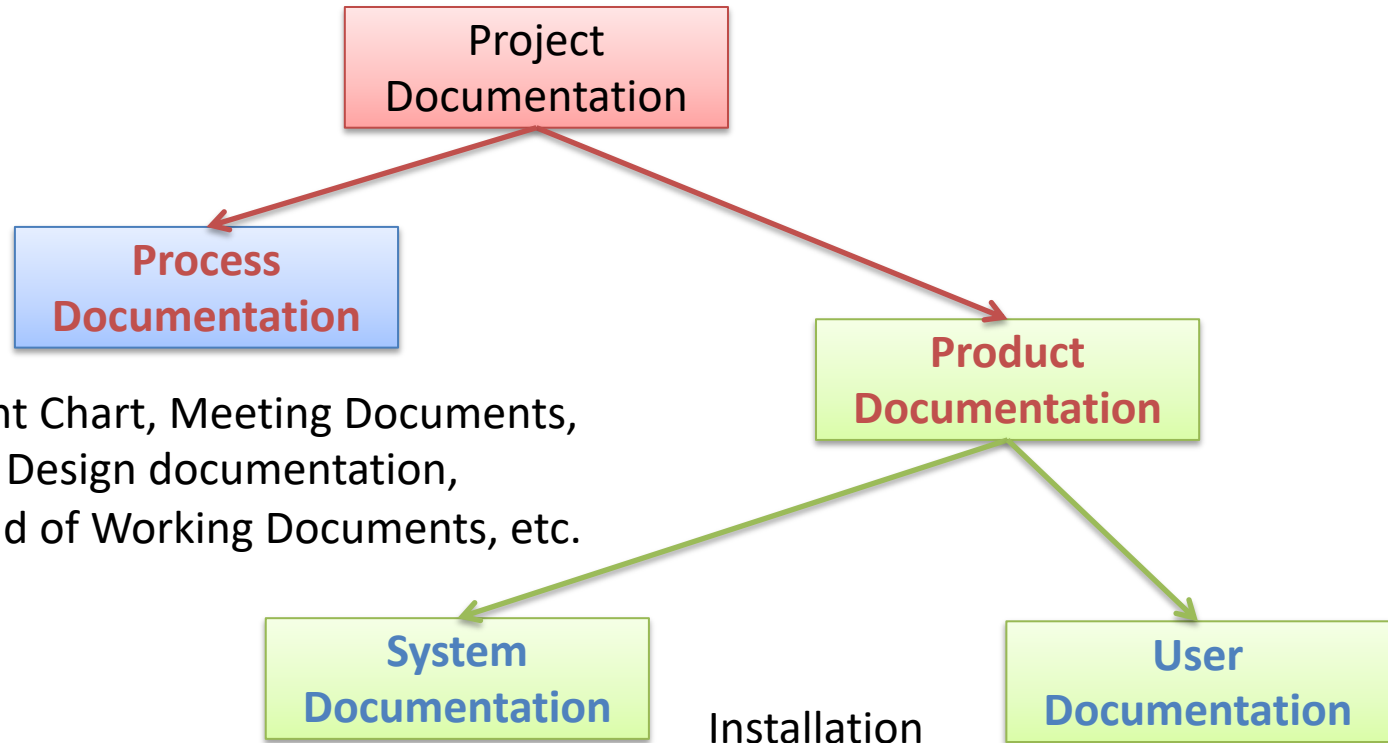 Project
Documentation
Process
Documentation
Product
Documentation
nt Chart, Meeting Documents,
Design documentation,
d of Working Documents, etc.
System
Documentation
User
Documentation
Installation